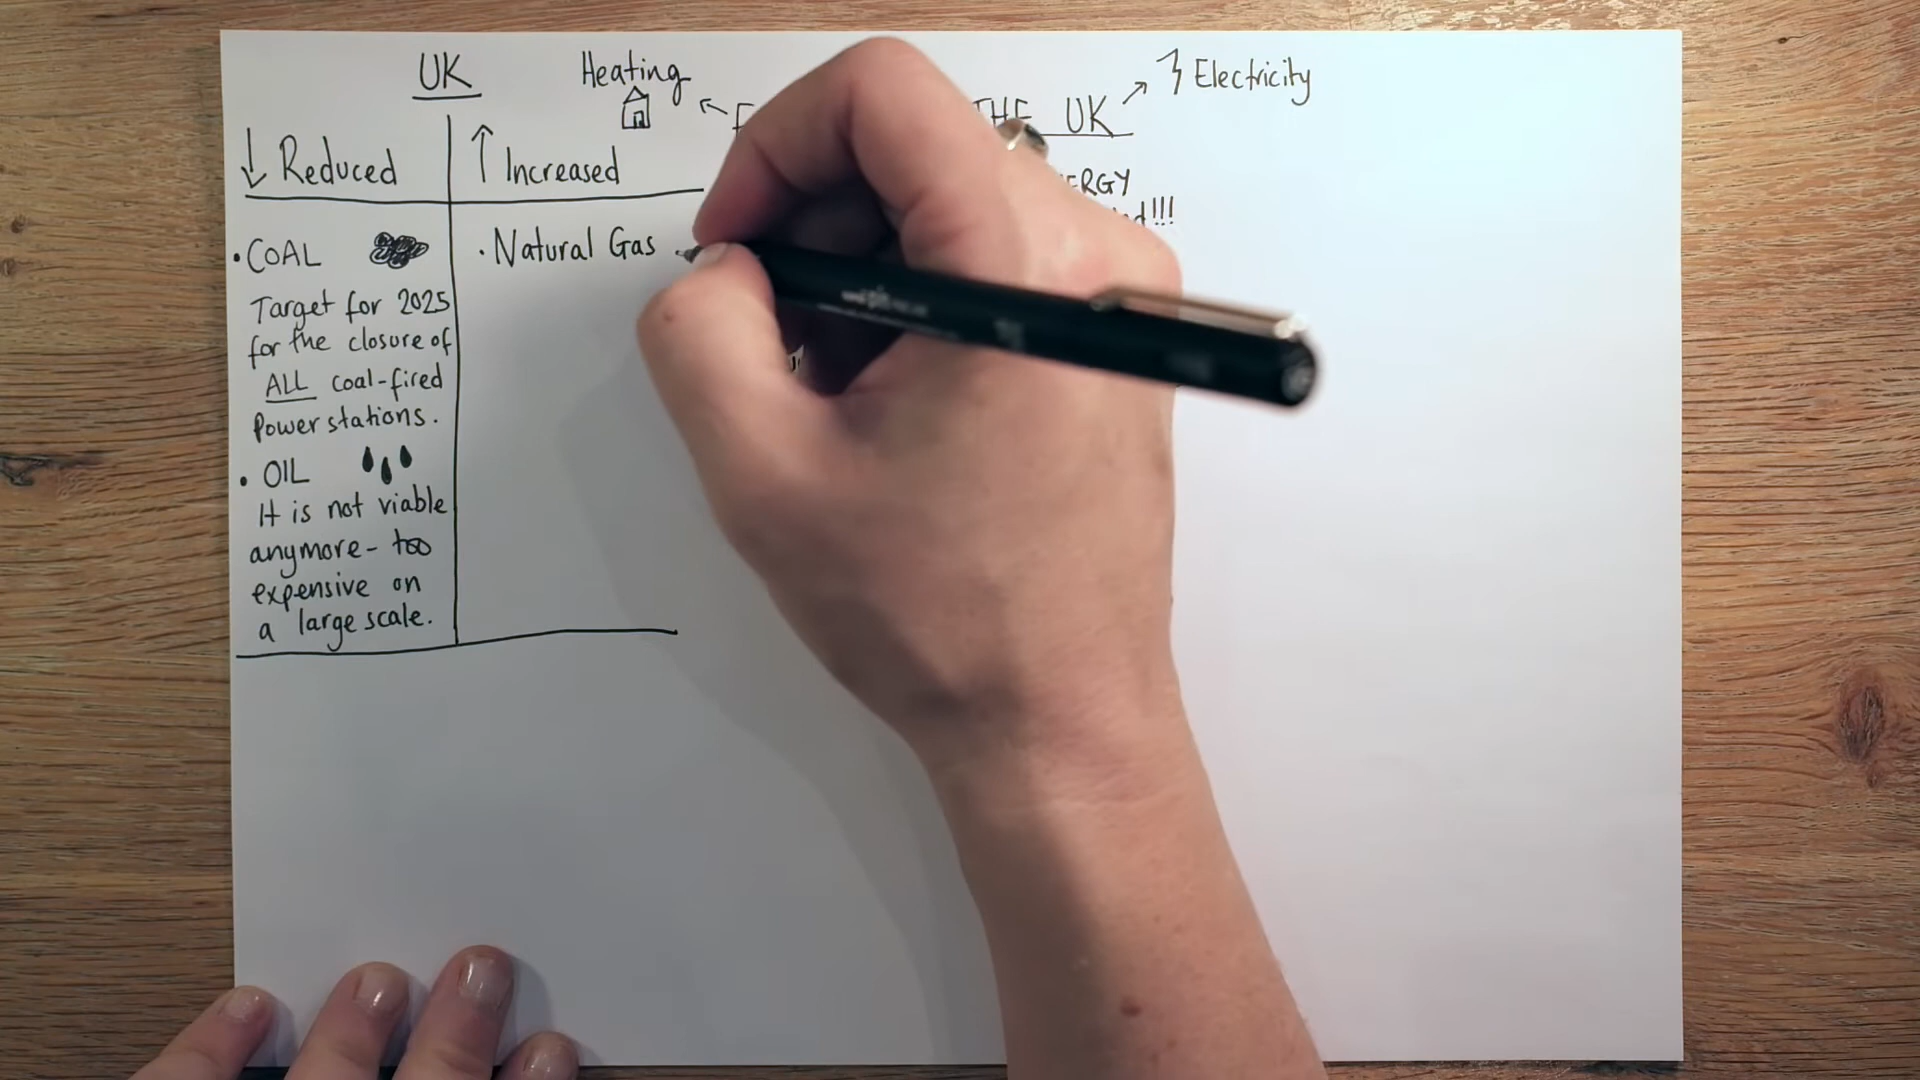 UK
Heating
THE UK
Electricity
Reduced
Increased
COAL
Target for 2025
for the closure of
ALL coal-fired
Power stations.
OIL
It is not viable
anymore - too
expensive on
a large scale.
· Natural Gas